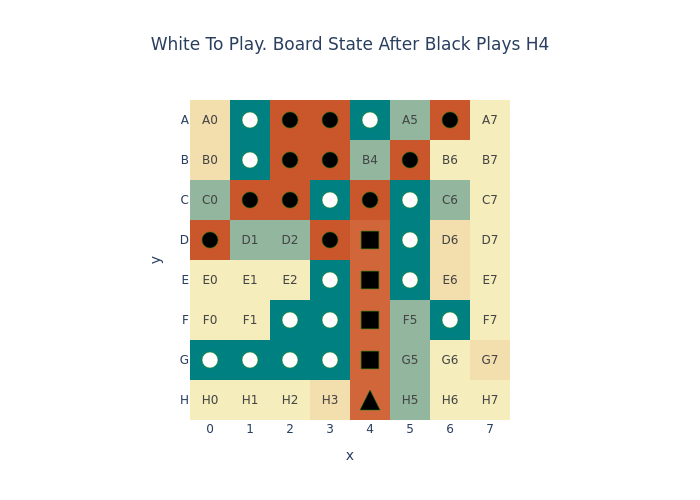 White To Play. Board State After Black Plays H4
A A0 A5 A7
B B0 B4 B6 B7
C C0 C6 C7
D D1 D2 D6 D7
E E0 E1 E2 E6 E7
F F0 F1 F5 F7
G G5 G6 G7
H H0 H1 H2 H3 H5 H6 H7
0 1 2 3 4 5 6 7
x
y